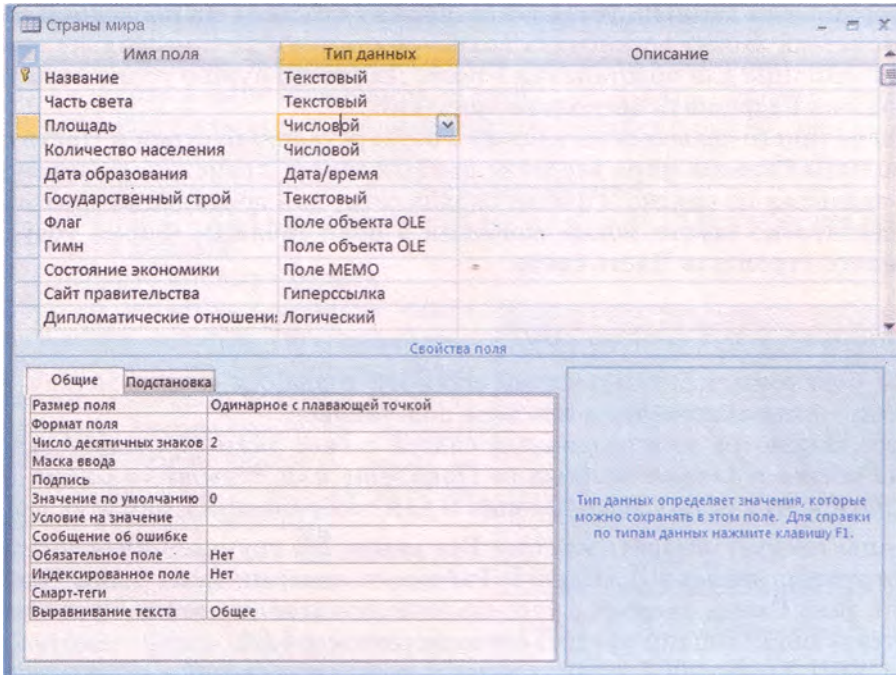 Страны мира
Имя поля Тип данных Описание
Название Текстовый
Часть света Текстовый
Площадь Числовой
Количество населения Числовой
Дата образования Дата/время
Государственный строй Текстовый
Флаг Поле объекта OLE
Гимн Поле объекта OLE
Состояние экономики Поле МЕМО
Сайт правительства Гиперссылка
Дипломатические отношени: Логический
Свойства поля
Общие Подстановка
Размер поля Одинарное с плавающей точкой
Формат поля
Число десятичных знаков 2
Маска ввода
Подпись
Значение по умолчанию 0
Условие на значение
Сообщение об ошибке
Обязательное поле Нет
Индексированное поле Нет
Смарт-теги
Выравнивание текста Общее
Тип данных определяет значения, которые
можно сохранять в этом поле. Для справки
по типам данных нажмите клавишу F1.